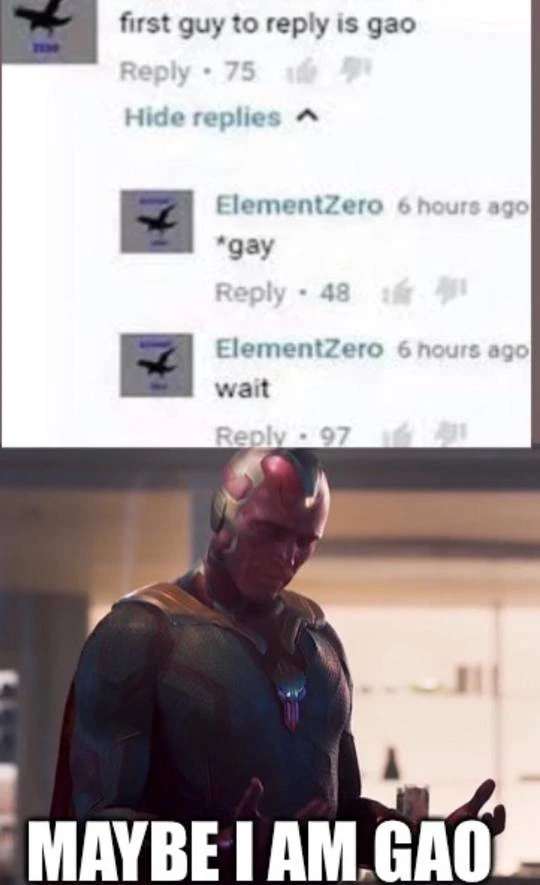 first guy to reply is gao
Reply • 75
Hide replies
ElementZero 6 hours ago
*gay
Reply • 48
ElementZero 6 hours ago
wait
Reply • 97
MAYBE I AM GAO